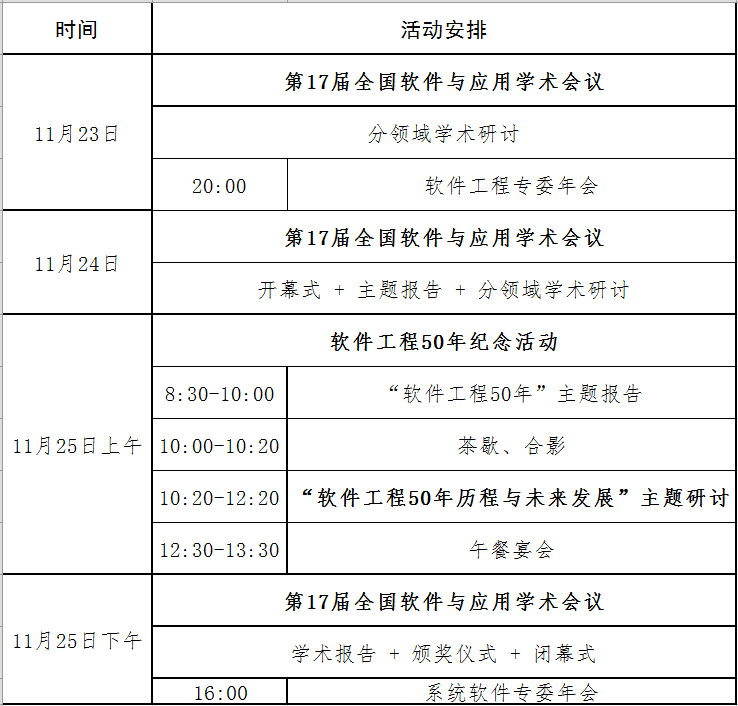 时间 活动安排
11月23日
第17届全国软件与应用学术会议
分领域学术研讨
20:00 软件工程专委年会
11月24日
第17届全国软件与应用学术会议
开幕式 + 主题报告 + 分领域学术研讨
11月25日上午
软件工程50年纪念活动
8:30-10:00 “软件工程50年”主题报告
10:00-10:20 茶歇、合影
10:20-12:20 “软件工程50年历程与未来发展”主题研讨
12:30-13:30 午餐宴会
11月25日下午
第17届全国软件与应用学术会议
学术报告 + 颁奖仪式 + 闭幕式
16:00 系统软件专委年会